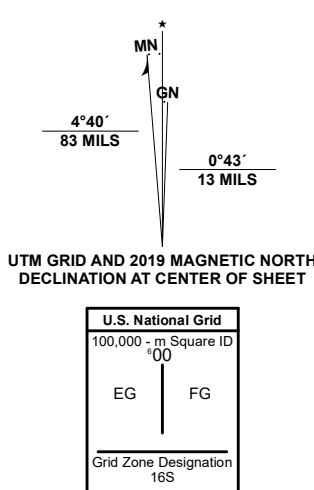 ★
MN
GN
4°40´
83 MILS
0°43´
13 MILS
UTM GRID AND 2019 MAGNETIC NORTH
DECLINATION AT CENTER OF SHEET
U.S. National Grid
100,000 - m Square ID
⁶00
EG FG
Grid Zone Designation
16S